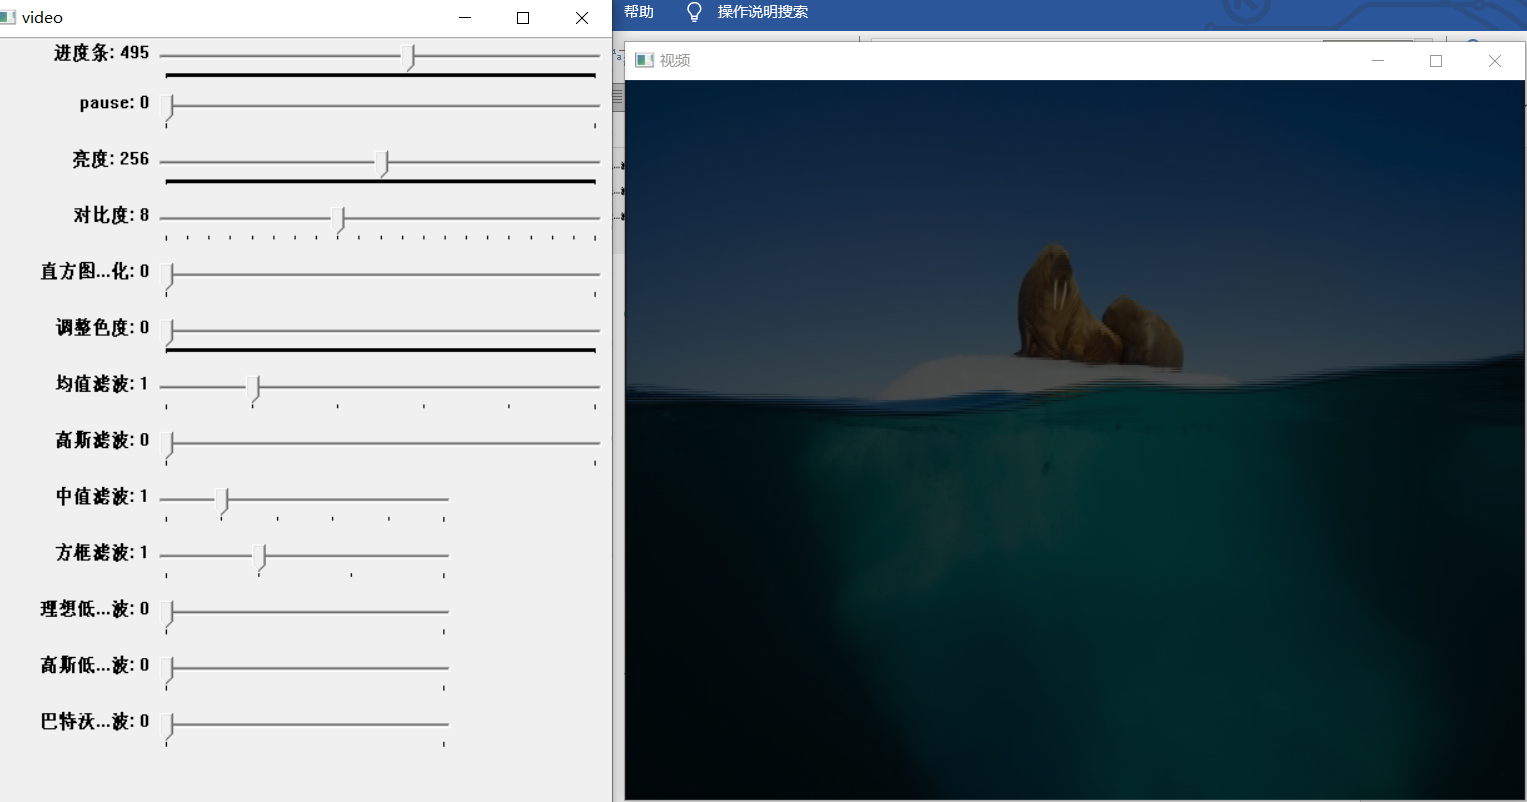 video
进度条: 495
pause: 0
亮度: 256
对比度: 8
直方图...化: 0
调整色度: 0
均值滤波: 1
高斯滤波: 0
中值滤波: 1
方框滤波: 1
理想低...波: 0
高斯低...波: 0
巴特沃...波: 0
帮助
操作说明搜索
视频